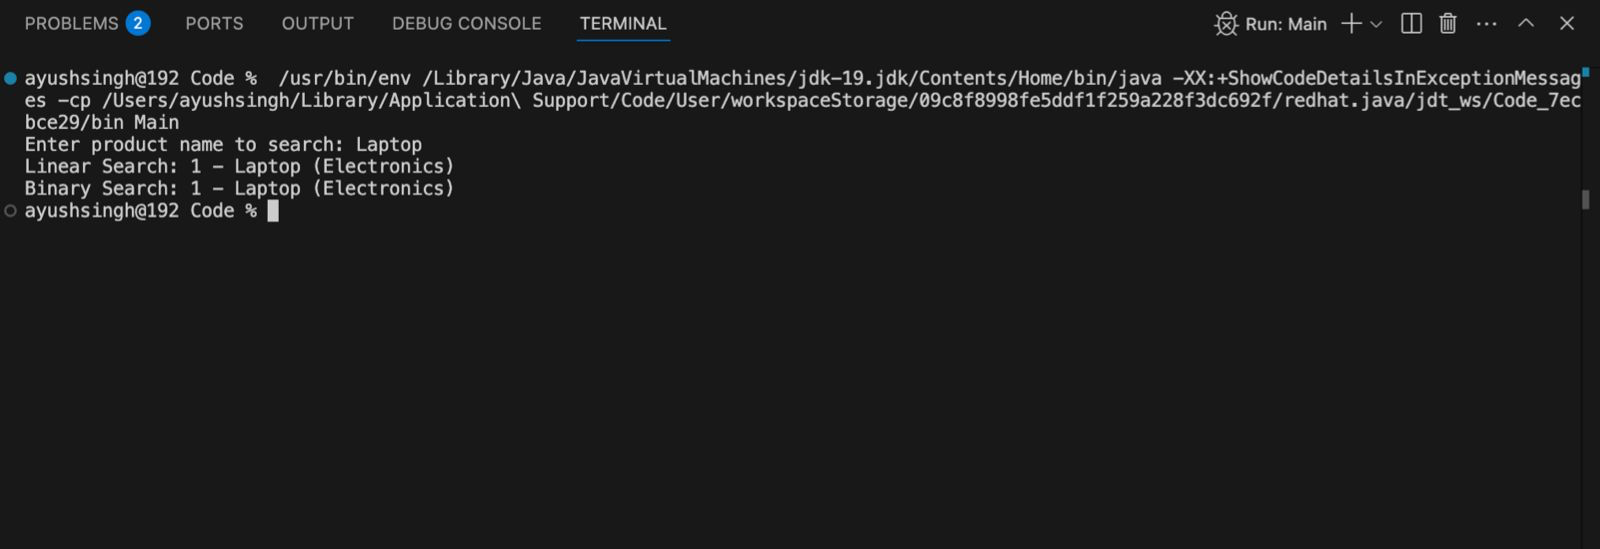 PROBLEMS 2 PORTS OUTPUT DEBUG CONSOLE TERMINAL Run: Main
ayushsingh@192 Code %  /usr/bin/env /Library/Java/JavaVirtualMachines/jdk-19.jdk/Contents/Home/bin/java -XX:+ShowCodeDetailsInExceptionMessag
es -cp /Users/ayushsingh/Library/Application\ Support/Code/User/workspaceStorage/09c8f8998fe5ddf1f259a228f3dc692f/redhat.java/jdt_ws/Code_7ec
bce29/bin Main
Enter product name to search: Laptop
Linear Search: 1 - Laptop (Electronics)
Binary Search: 1 - Laptop (Electronics)
ayushsingh@192 Code %